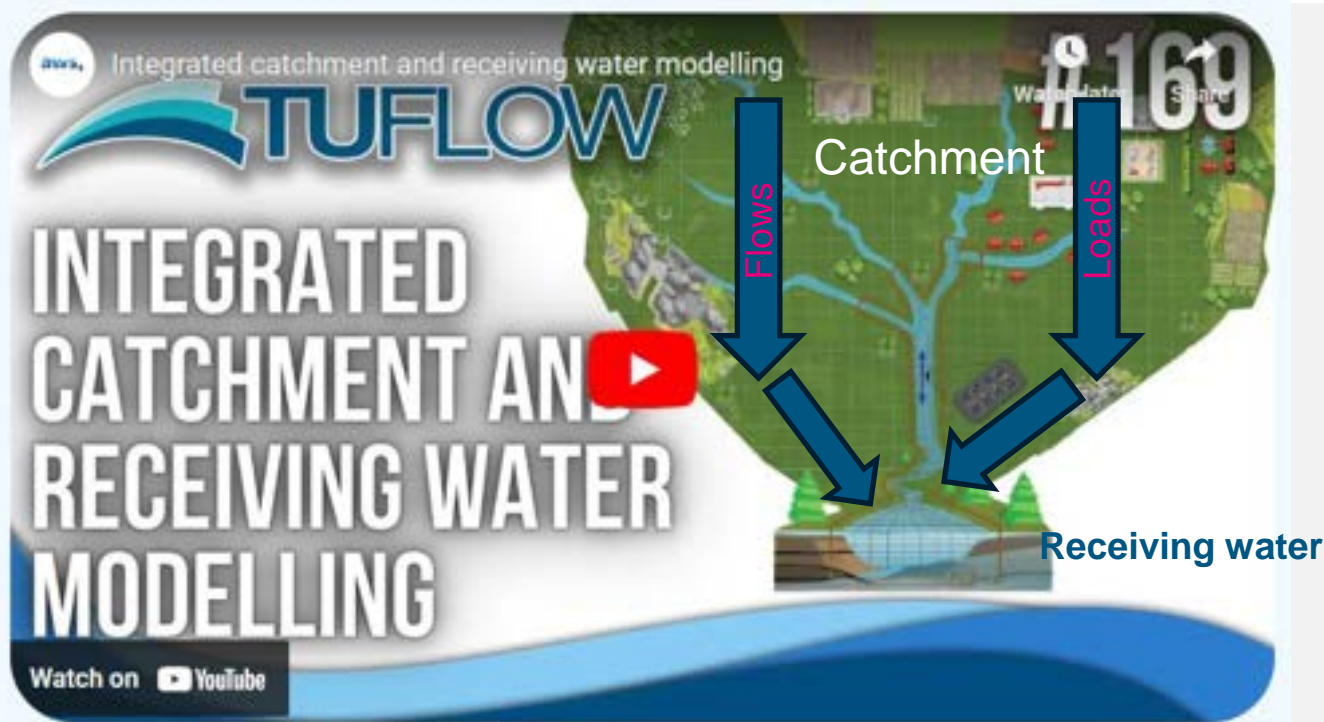 Integrated catchment and receiving water modelling
#169
Watch later
Share
TUFLOW
Catchment
Flows
Loads
INTEGRATED
CATCHMENT AND
RECEIVING WATER
MODELLING
Receiving water
Watch on YouTube